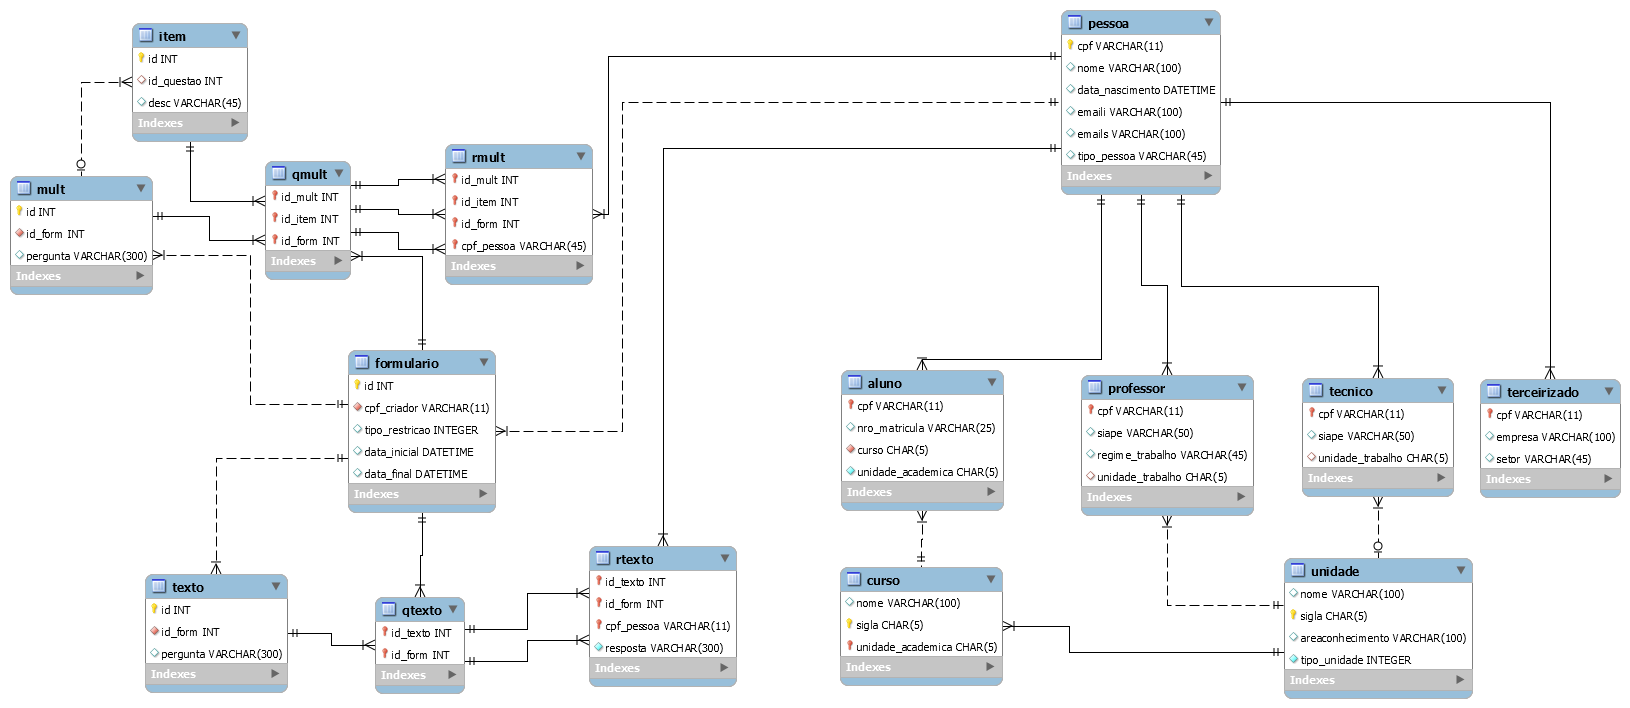 item
id INT
id_questao INT
desc VARCHAR(45)
Indexes
mult
id INT
id_form INT
pergunta VARCHAR(300)
Indexes
qmult
id_mult INT
id_item INT
id_form INT
Indexes
rmult
id_mult INT
id_item INT
id_form INT
cpf_pessoa VARCHAR(45)
Indexes
pessoa
cpf VARCHAR(11)
nome VARCHAR(100)
data_nascimento DATETIME
emaili VARCHAR(100)
emails VARCHAR(100)
tipo_pessoa VARCHAR(45)
Indexes
formulario
id INT
cpf_criador VARCHAR(11)
tipo_restricao INTEGER
data_inicial DATETIME
data_final DATETIME
Indexes
aluno
cpf VARCHAR(11)
nro_matricula VARCHAR(25)
curso CHAR(5)
unidade_academica CHAR(5)
Indexes
professor
cpf VARCHAR(11)
siape VARCHAR(50)
regime_trabalho VARCHAR(45)
unidade_trabalho CHAR(5)
Indexes
tecnico
cpf VARCHAR(11)
siape VARCHAR(50)
unidade_trabalho CHAR(5)
Indexes
terceirizado
cpf VARCHAR(11)
empresa VARCHAR(100)
setor VARCHAR(45)
Indexes
texto
id INT
id_form INT
pergunta VARCHAR(300)
Indexes
qtexto
id_texto INT
id_form INT
Indexes
rtexto
id_texto INT
id_form INT
cpf_pessoa VARCHAR(11)
resposta VARCHAR(300)
Indexes
curso
nome VARCHAR(100)
sigla CHAR(5)
unidade_academica CHAR(5)
Indexes
unidade
nome VARCHAR(100)
sigla CHAR(5)
areaconhecimento VARCHAR(100)
tipo_unidade INTEGER
Indexes